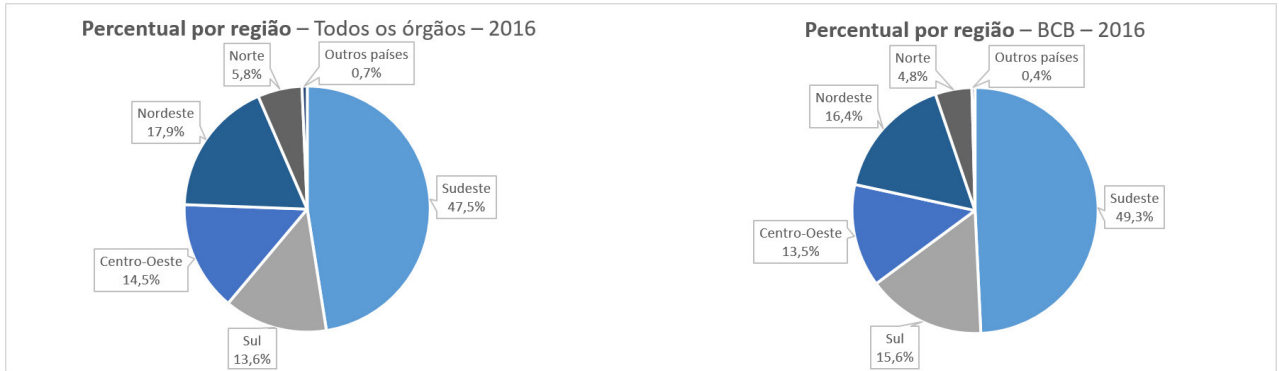 Percentual por região – Todos os órgãos – 2016
Norte
5,8%
Outros países
0,7%
Nordeste
17,9%
Sudeste
47,5%
Centro-Oeste
14,5%
Sul
13,6%
Percentual por região – BCB – 2016
Norte
4,8%
Outros países
0,4%
Nordeste
16,4%
Sudeste
49,3%
Centro-Oeste
13,5%
Sul
15,6%